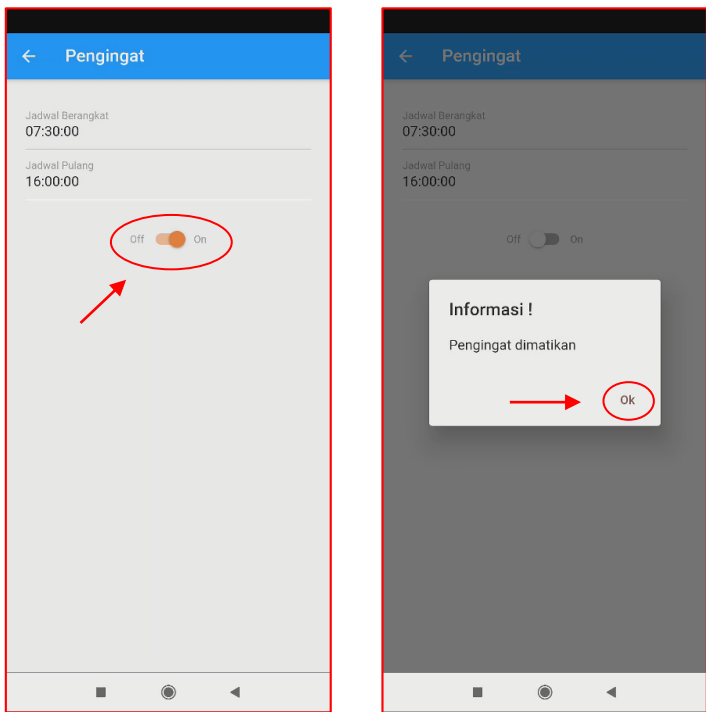 Pengingat
Jadwal Berangkat
07:30:00
Jadwal Pulang
16:00:00
Off On
Pengingat
Jadwal Berangkat
07:30:00
Jadwal Pulang
16:00:00
Off On
Informasi !
Pengingat dimatikan
Ok